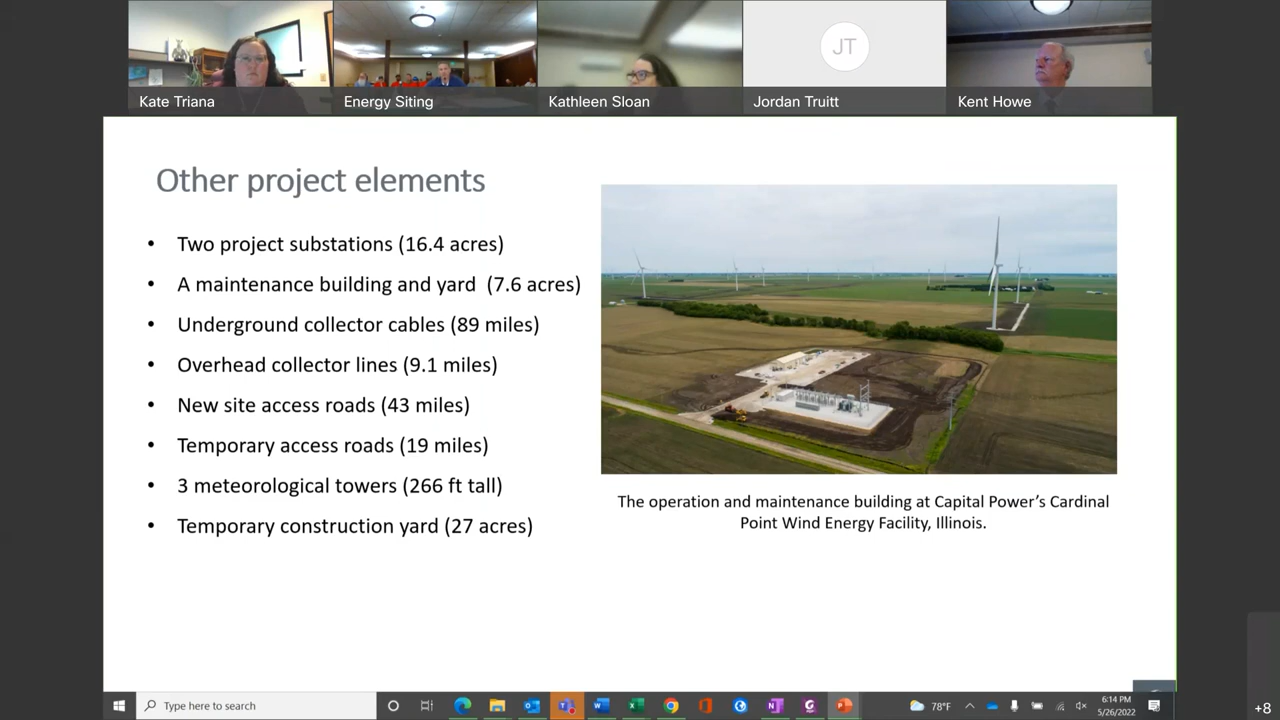 Kate Triana
Energy Siting
Kathleen Sloan
JT
Jordan Truitt
Kent Howe
Other project elements
• Two project substations (16.4 acres)
• A maintenance building and yard (7.6 acres)
• Underground collector cables (89 miles)
• Overhead collector lines (9.1 miles)
• New site access roads (43 miles)
• Temporary access roads (19 miles)
• 3 meteorological towers (266 ft tall)
• Temporary construction yard (27 acres)
The operation and maintenance building at Capital Power's Cardinal
Point Wind Energy Facility, Illinois.
Type here to search
78°F
6:14 PM
5/26/2022
+8